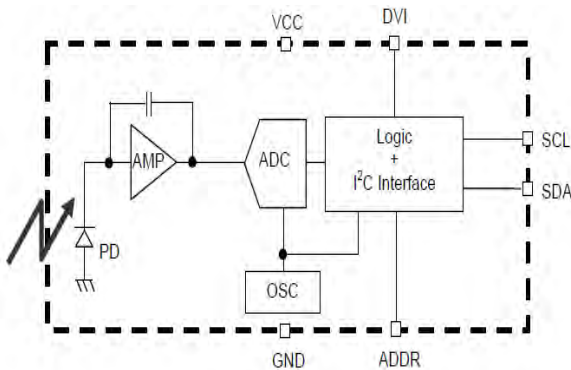 VCC
DVI
AMP
ADC
Logic
+
I²C Interface
SCL
SDA
PD
OSC
GND
ADDR